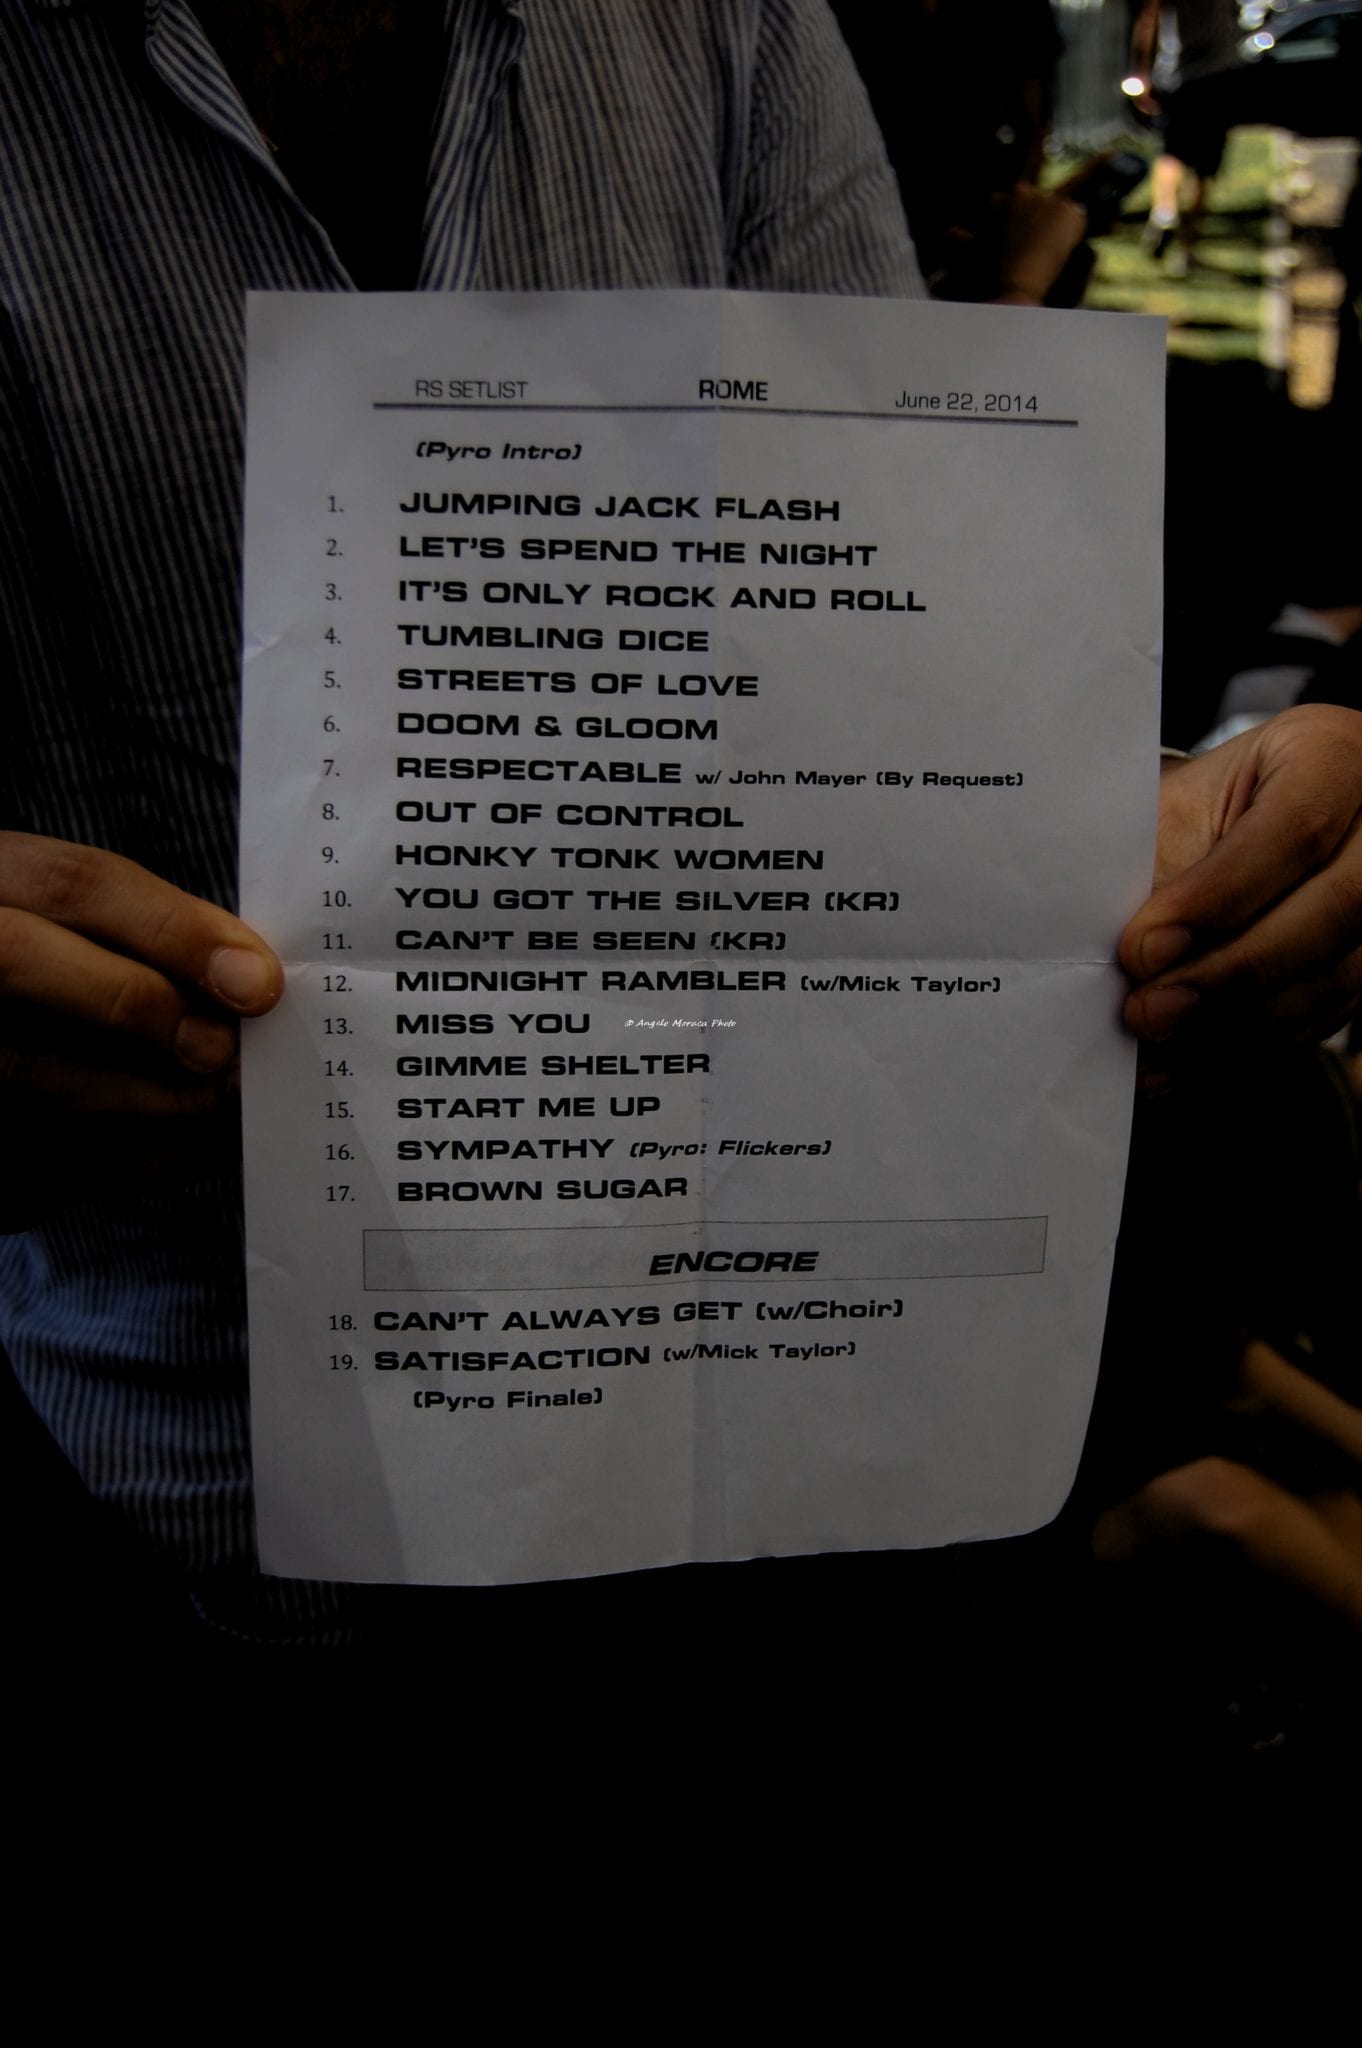 RS SETLIST ROME June 22, 2014
(Pyro Intro)
1. JUMPING JACK FLASH
2. LET'S SPEND THE NIGHT
3. IT'S ONLY ROCK AND ROLL
4. TUMBLING DICE
5. STREETS OF LOVE
6. DOOM & GLOOM
7. RESPECTABLE w/ John Mayer (By Request)
8. OUT OF CONTROL
9. HONKY TONK WOMEN
10. YOU GOT THE SILVER (KR)
11. CAN'T BE SEEN (KR)
12. MIDNIGHT RAMBLER (w/Mick Taylor)
13. MISS YOU
© Angelo Moraca Photo
14. GIMME SHELTER
15. START ME UP
16. SYMPATHY (Pyro: Flickers)
17. BROWN SUGAR
ENCORE
18. CAN'T ALWAYS GET (w/Choir)
19. SATISFACTION (w/Mick Taylor)
(Pyro Finale)